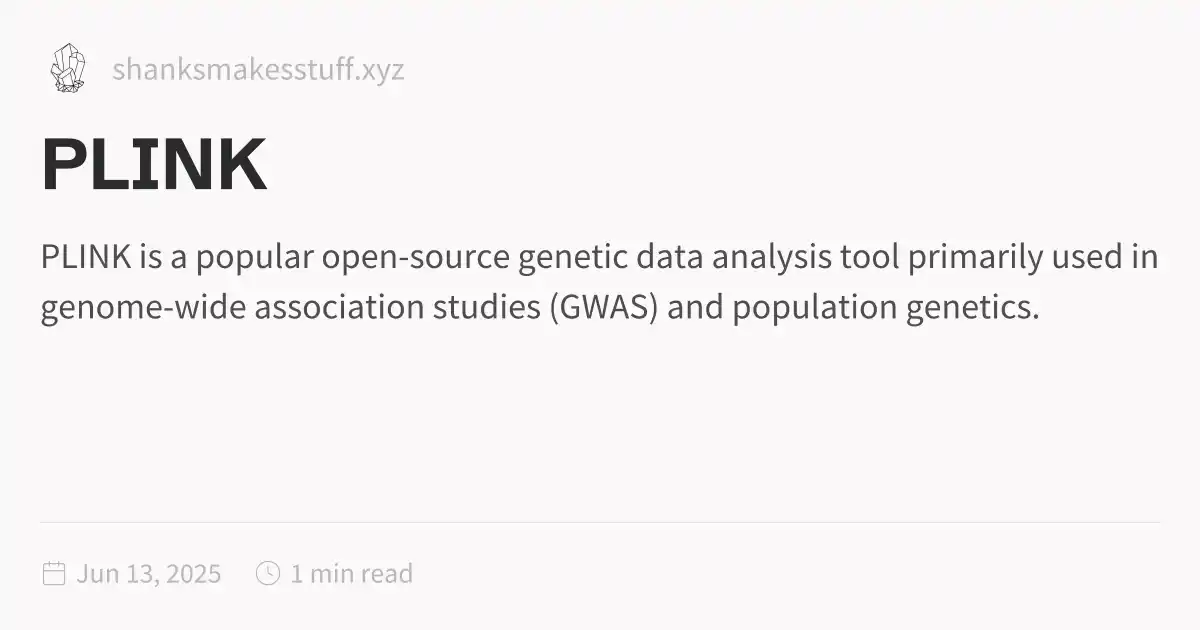 shanksmakesstuff.xyz
PLINK
PLINK is a popular open-source genetic data analysis tool primarily used in
genome-wide association studies (GWAS) and population genetics.
Jun 13, 2025
1 min read